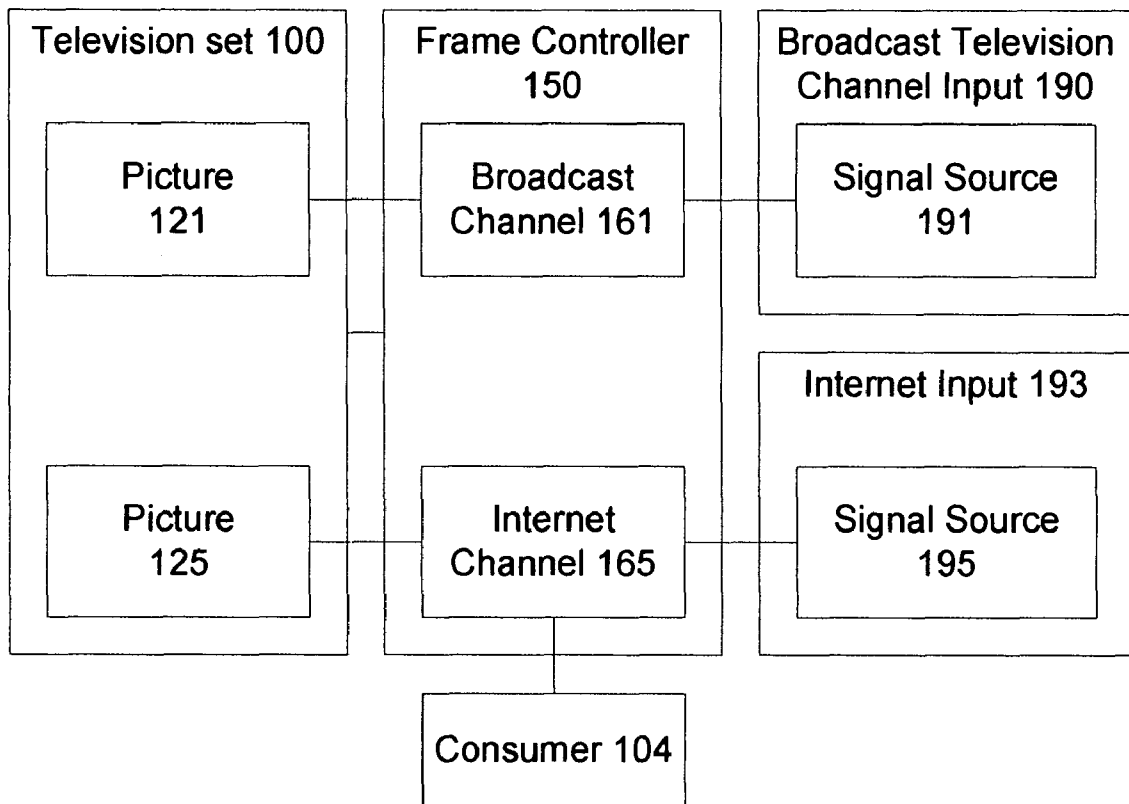 Television set 100
Frame Controller
150
Broadcast Television
Channel Input 190
Picture
121
Broadcast
Channel 161
Signal Source
191
Internet Input 193
Picture
125
Internet
Channel 165
Signal Source
195
Consumer 104